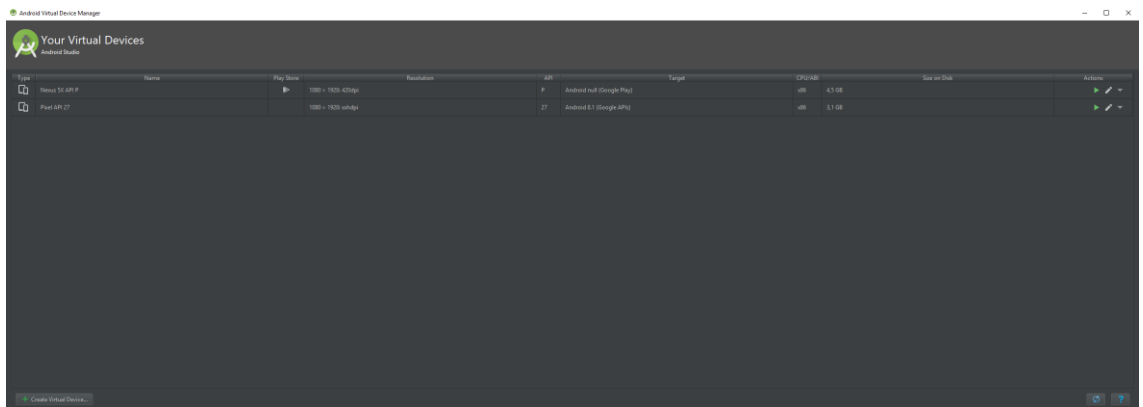 Android Virtual Device Manager
Your Virtual Devices
Android Studio
Type Name Play Store Resolution API Target CPU/ABI Size on Disk Actions
Nexus 5X API P 1080 × 1920: 420dpi P Android null (Google Play) x86 4,5 GB
Pixel API 27 1080 × 1920: xxhdpi 27 Android 8.1 (Google APIs) x86 3,1 GB
+ Create Virtual Device...
?